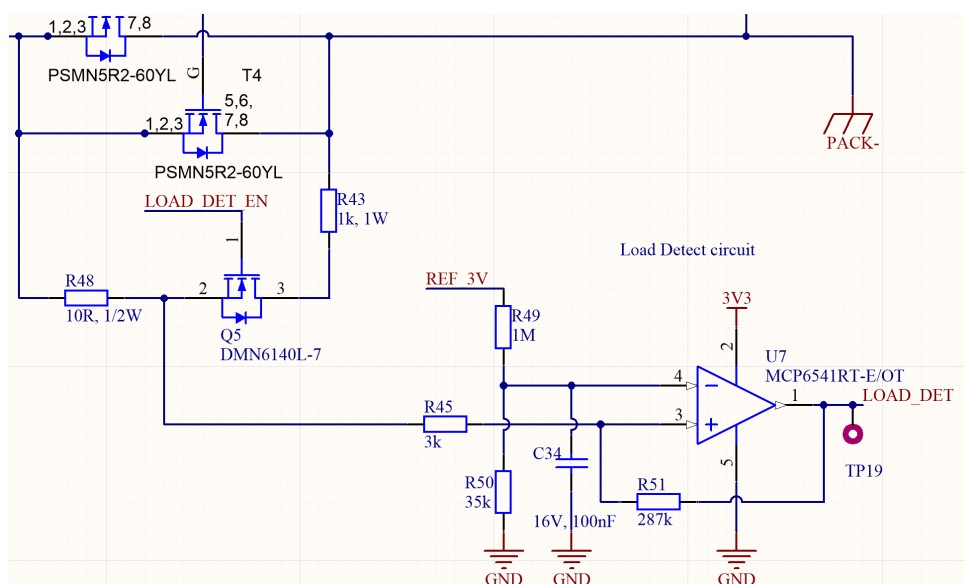 1,2,3
7,8
PSMN5R2-60YL
G
T4
5,6,
1,2,3
7,8
PSMN5R2-60YL
PACK-
LOAD_DET_EN
1
R43
1k, 1W
Load Detect circuit
R48
10R, 1/2W
2
3
Q5
DMN6140L-7
REF_3V
R49
1M
3V3
2
U7
MCP6541RT-E/OT
4
1
LOAD_DET
3
R45
3k
C34
5
TP19
R50
35k
R51
287k
16V, 100nF
GND
GND
GND